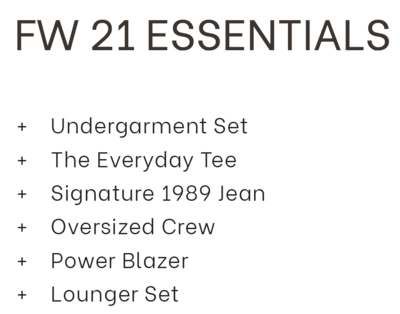 FW 21 ESSENTIALS
+ Undergarment Set
+ The Everyday Tee
+ Signature 1989 Jean
+ Oversized Crew
+ Power Blazer
+ Lounger Set